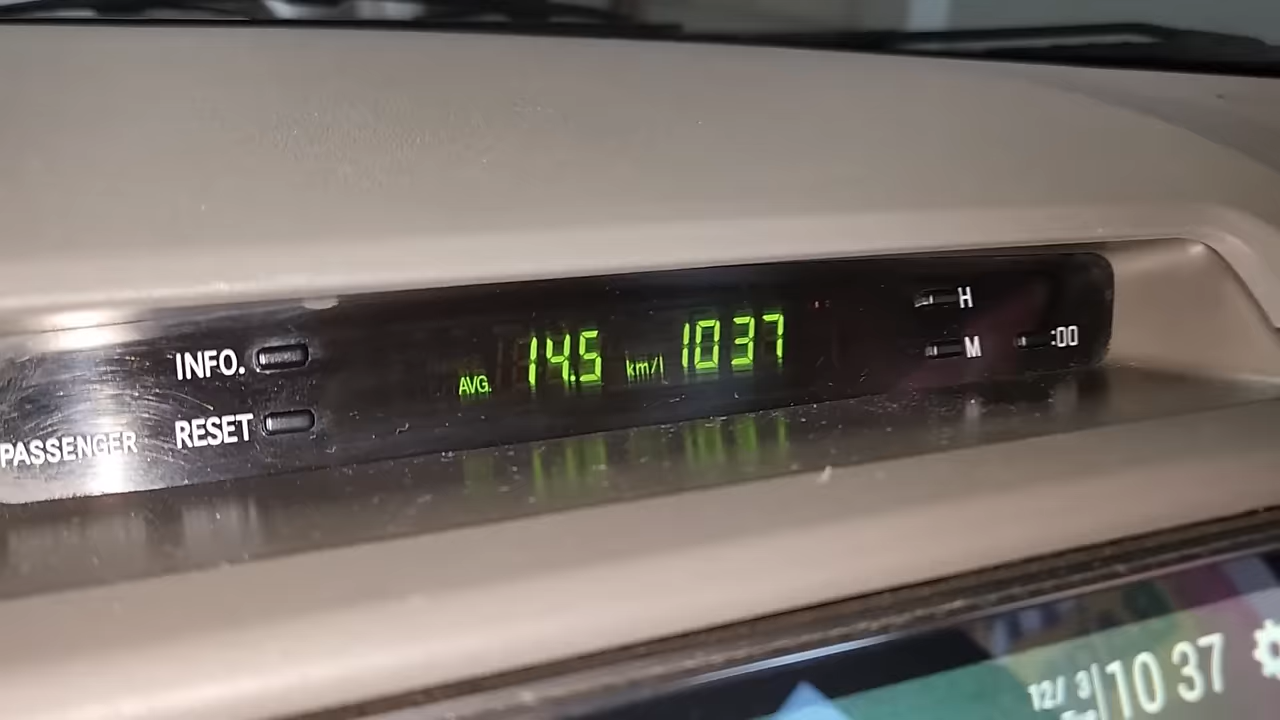 INFO.
RESET
PASSENGER
AVG. 14.5 km/l 10 37
H
M
:00
12/ 3
10 37